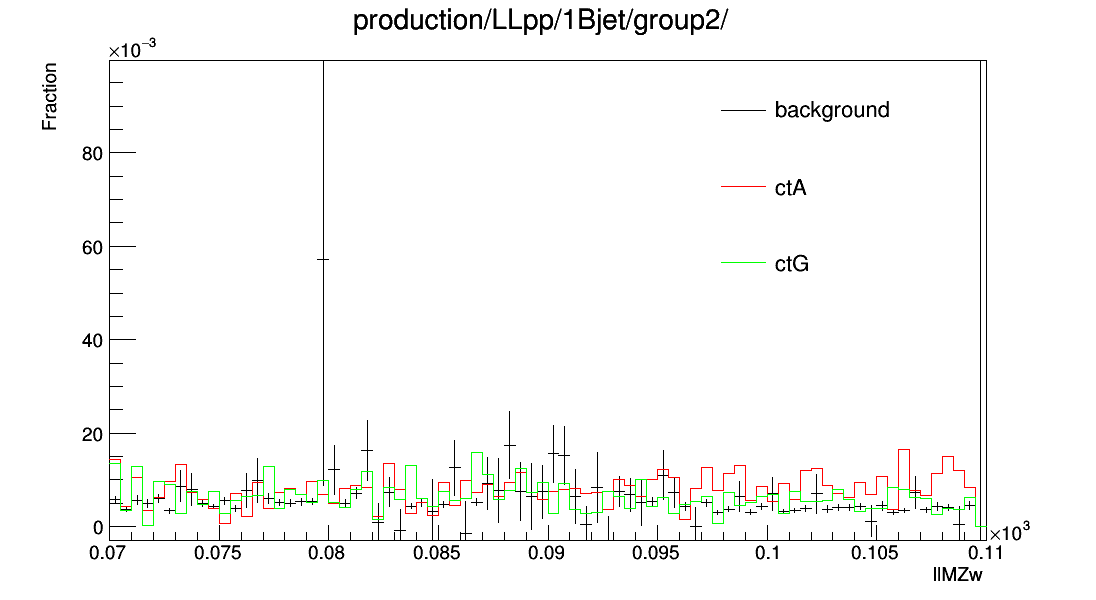 production/LLpp/1Bjet/group2/
×10⁻³
Fraction
background
80
ctA
60
ctG
40
20
0
0.07 0.075 0.08 0.085 0.09 0.095 0.1 0.105 0.11
×10³
llMZw